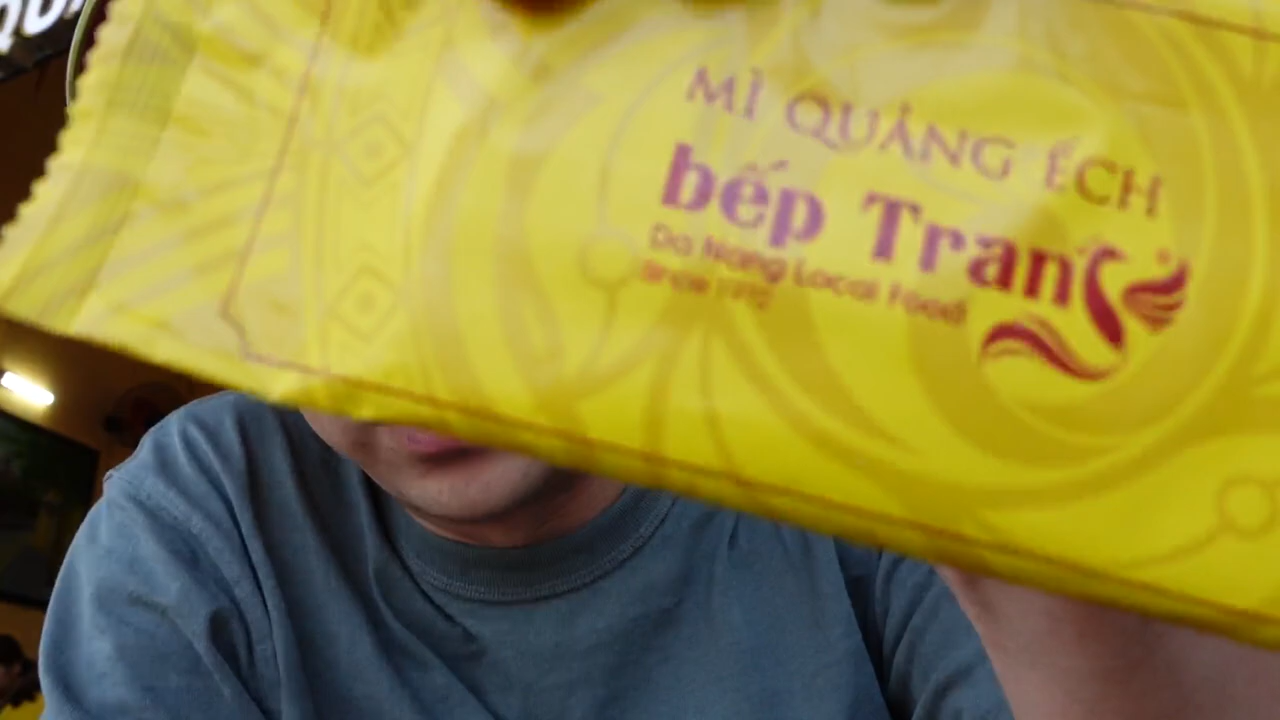 MÌ QUẢNG ẾCH
bếp Trang
Da Nang Local Food